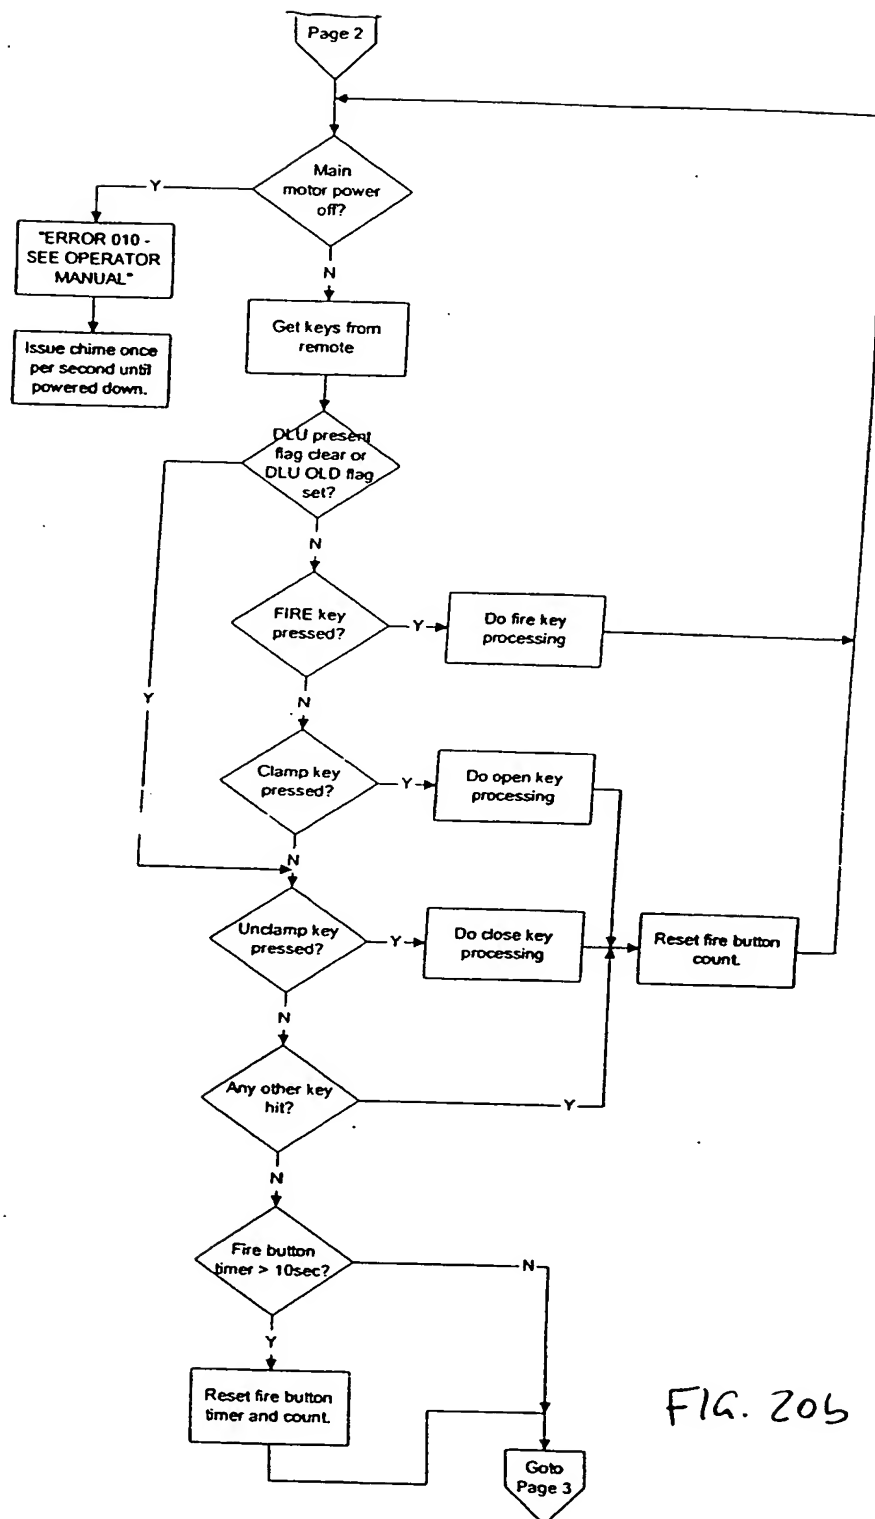 Page 2
Main
motor power
off?
Y
"ERROR 010 -
SEE OPERATOR
MANUAL"
N
Issue chime once
per second until
powered down.
Get keys from
remote
DLU present
flag clear or
DLU OLD flag
set?
N
FIRE key
pressed?
Y
Do fire key
processing
Y
N
Clamp key
pressed?
Y
Do open key
processing
N
Unclamp key
pressed?
Y
Do close key
processing
Reset fire button
count.
N
Any other key
hit?
Y
N
Fire button
timer > 10sec?
N
Y
Reset fire button
timer and count.
FIG. 20b
Goto
Page 3